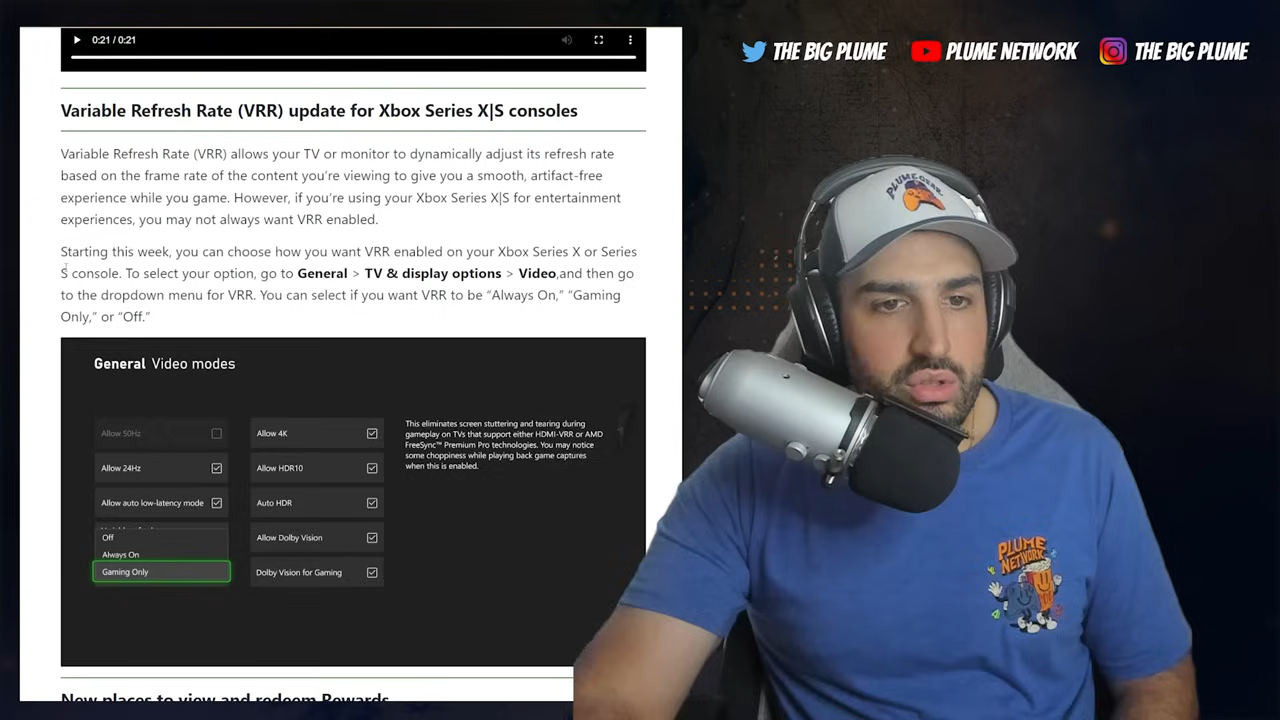 0:21 / 0:21
THE BIG PLUME
PLUME NETWORK
THE BIG PLUME
Variable Refresh Rate (VRR) update for Xbox Series X|S consoles
Variable Refresh Rate (VRR) allows your TV or monitor to dynamically adjust its refresh rate
based on the frame rate of the content you're viewing to give you a smooth, artifact-free
experience while you game. However, if you're using your Xbox Series X|S for entertainment
experiences, you may not always want VRR enabled.
Starting this week, you can choose how you want VRR enabled on your Xbox Series X or Series
S console. To select your option, go to General > TV & display options > Video,and then go
to the dropdown menu for VRR. You can select if you want VRR to be “Always On,” “Gaming
Only,” or “Off.”
General Video modes
Allow 50Hz
Allow 24Hz
Allow auto low-latency mode
Off
Always On
Gaming Only
Allow 4K
Allow HDR10
Auto HDR
Allow Dolby Vision
Dolby Vision for Gaming
This eliminates screen stuttering and tearing during
gameplay on TVs that support either HDMI-VRR or AMD
FreeSync™ Premium Pro technologies. You may notice
some choppiness while playing back game captures
when this is enabled.
New places to view and redeem Rewards
PLUME GEAR
PLUME
NETWORK